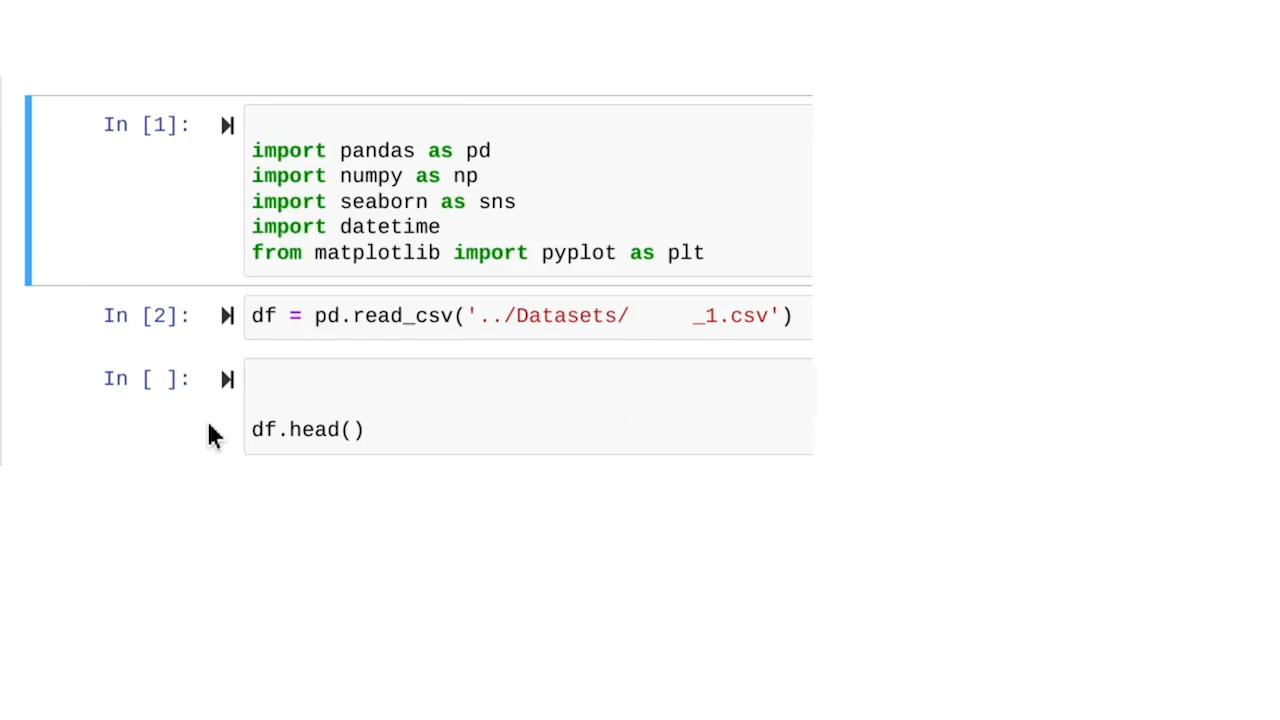 In [1]:
import pandas as pd
import numpy as np
import seaborn as sns
import datetime
from matplotlib import pyplot as plt
In [2]: df = pd.read_csv('../Datasets/     _1.csv')
In [ ]:
df.head()